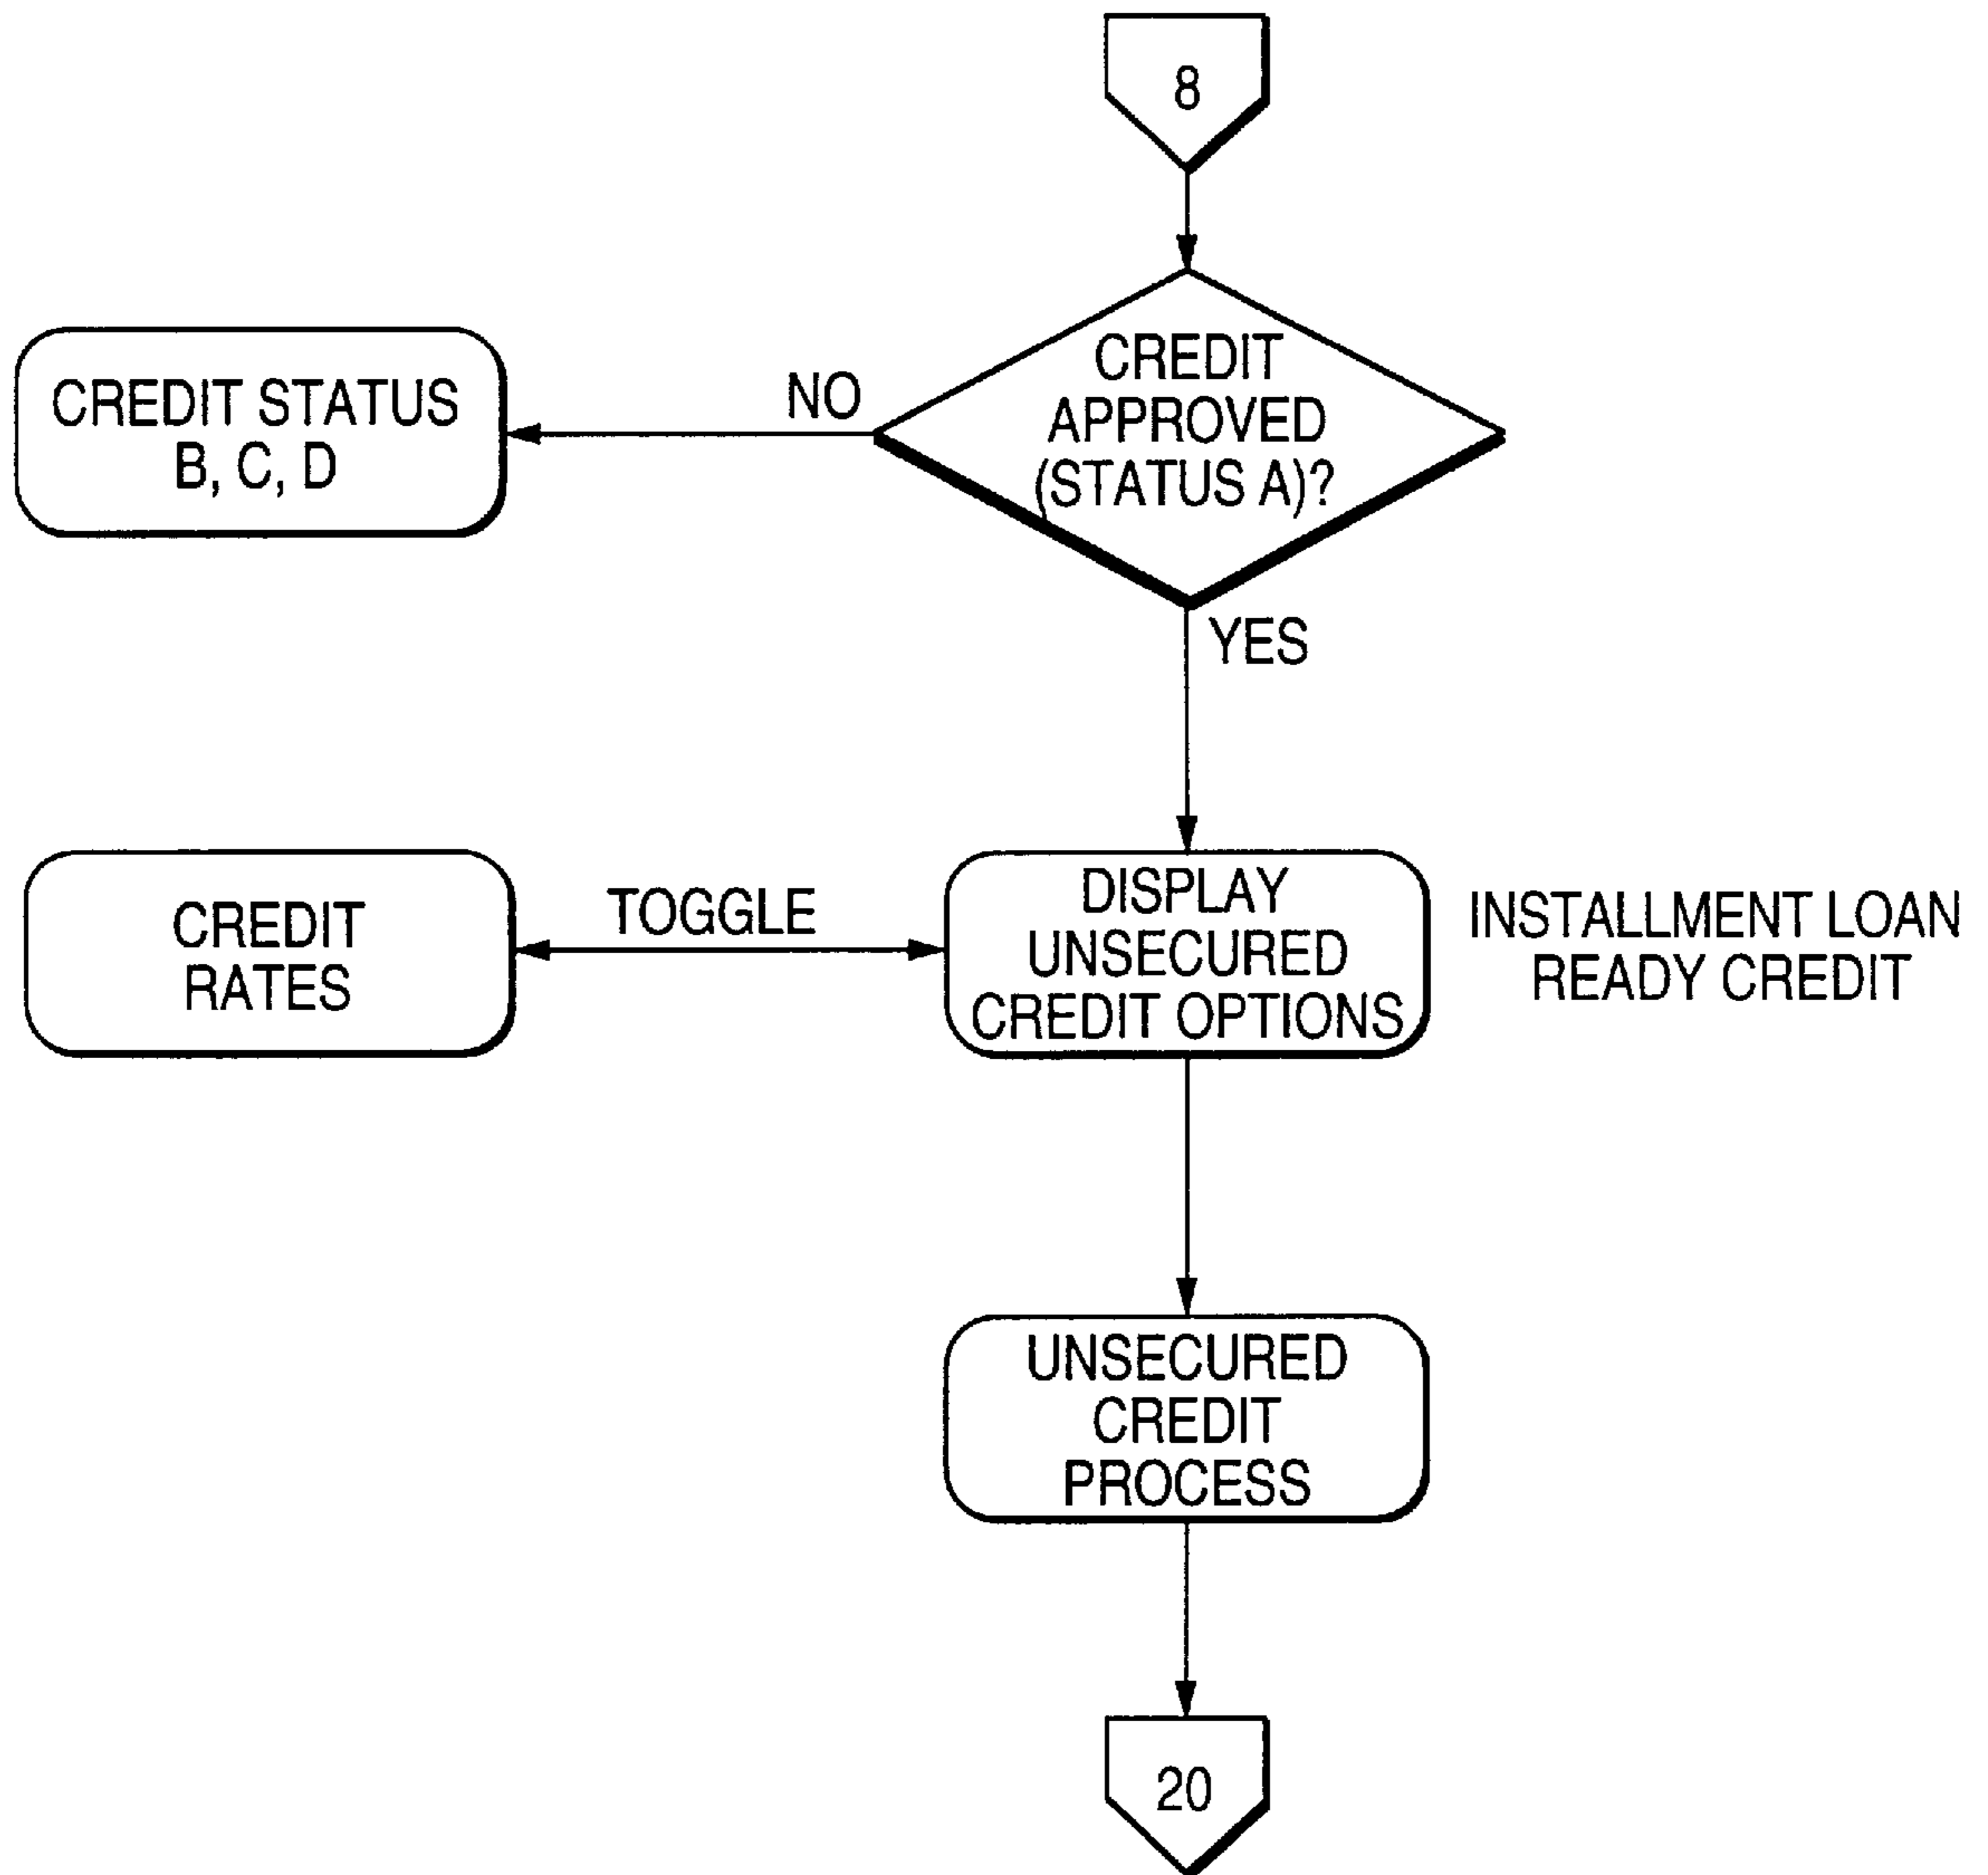 8
CREDIT
APPROVED
(STATUS A)?
NO
CREDIT STATUS
B, C, D
YES
CREDIT
RATES
TOGGLE
DISPLAY
UNSECURED
CREDIT OPTIONS
INSTALLMENT LOAN
READY CREDIT
UNSECURED
CREDIT
PROCESS
20